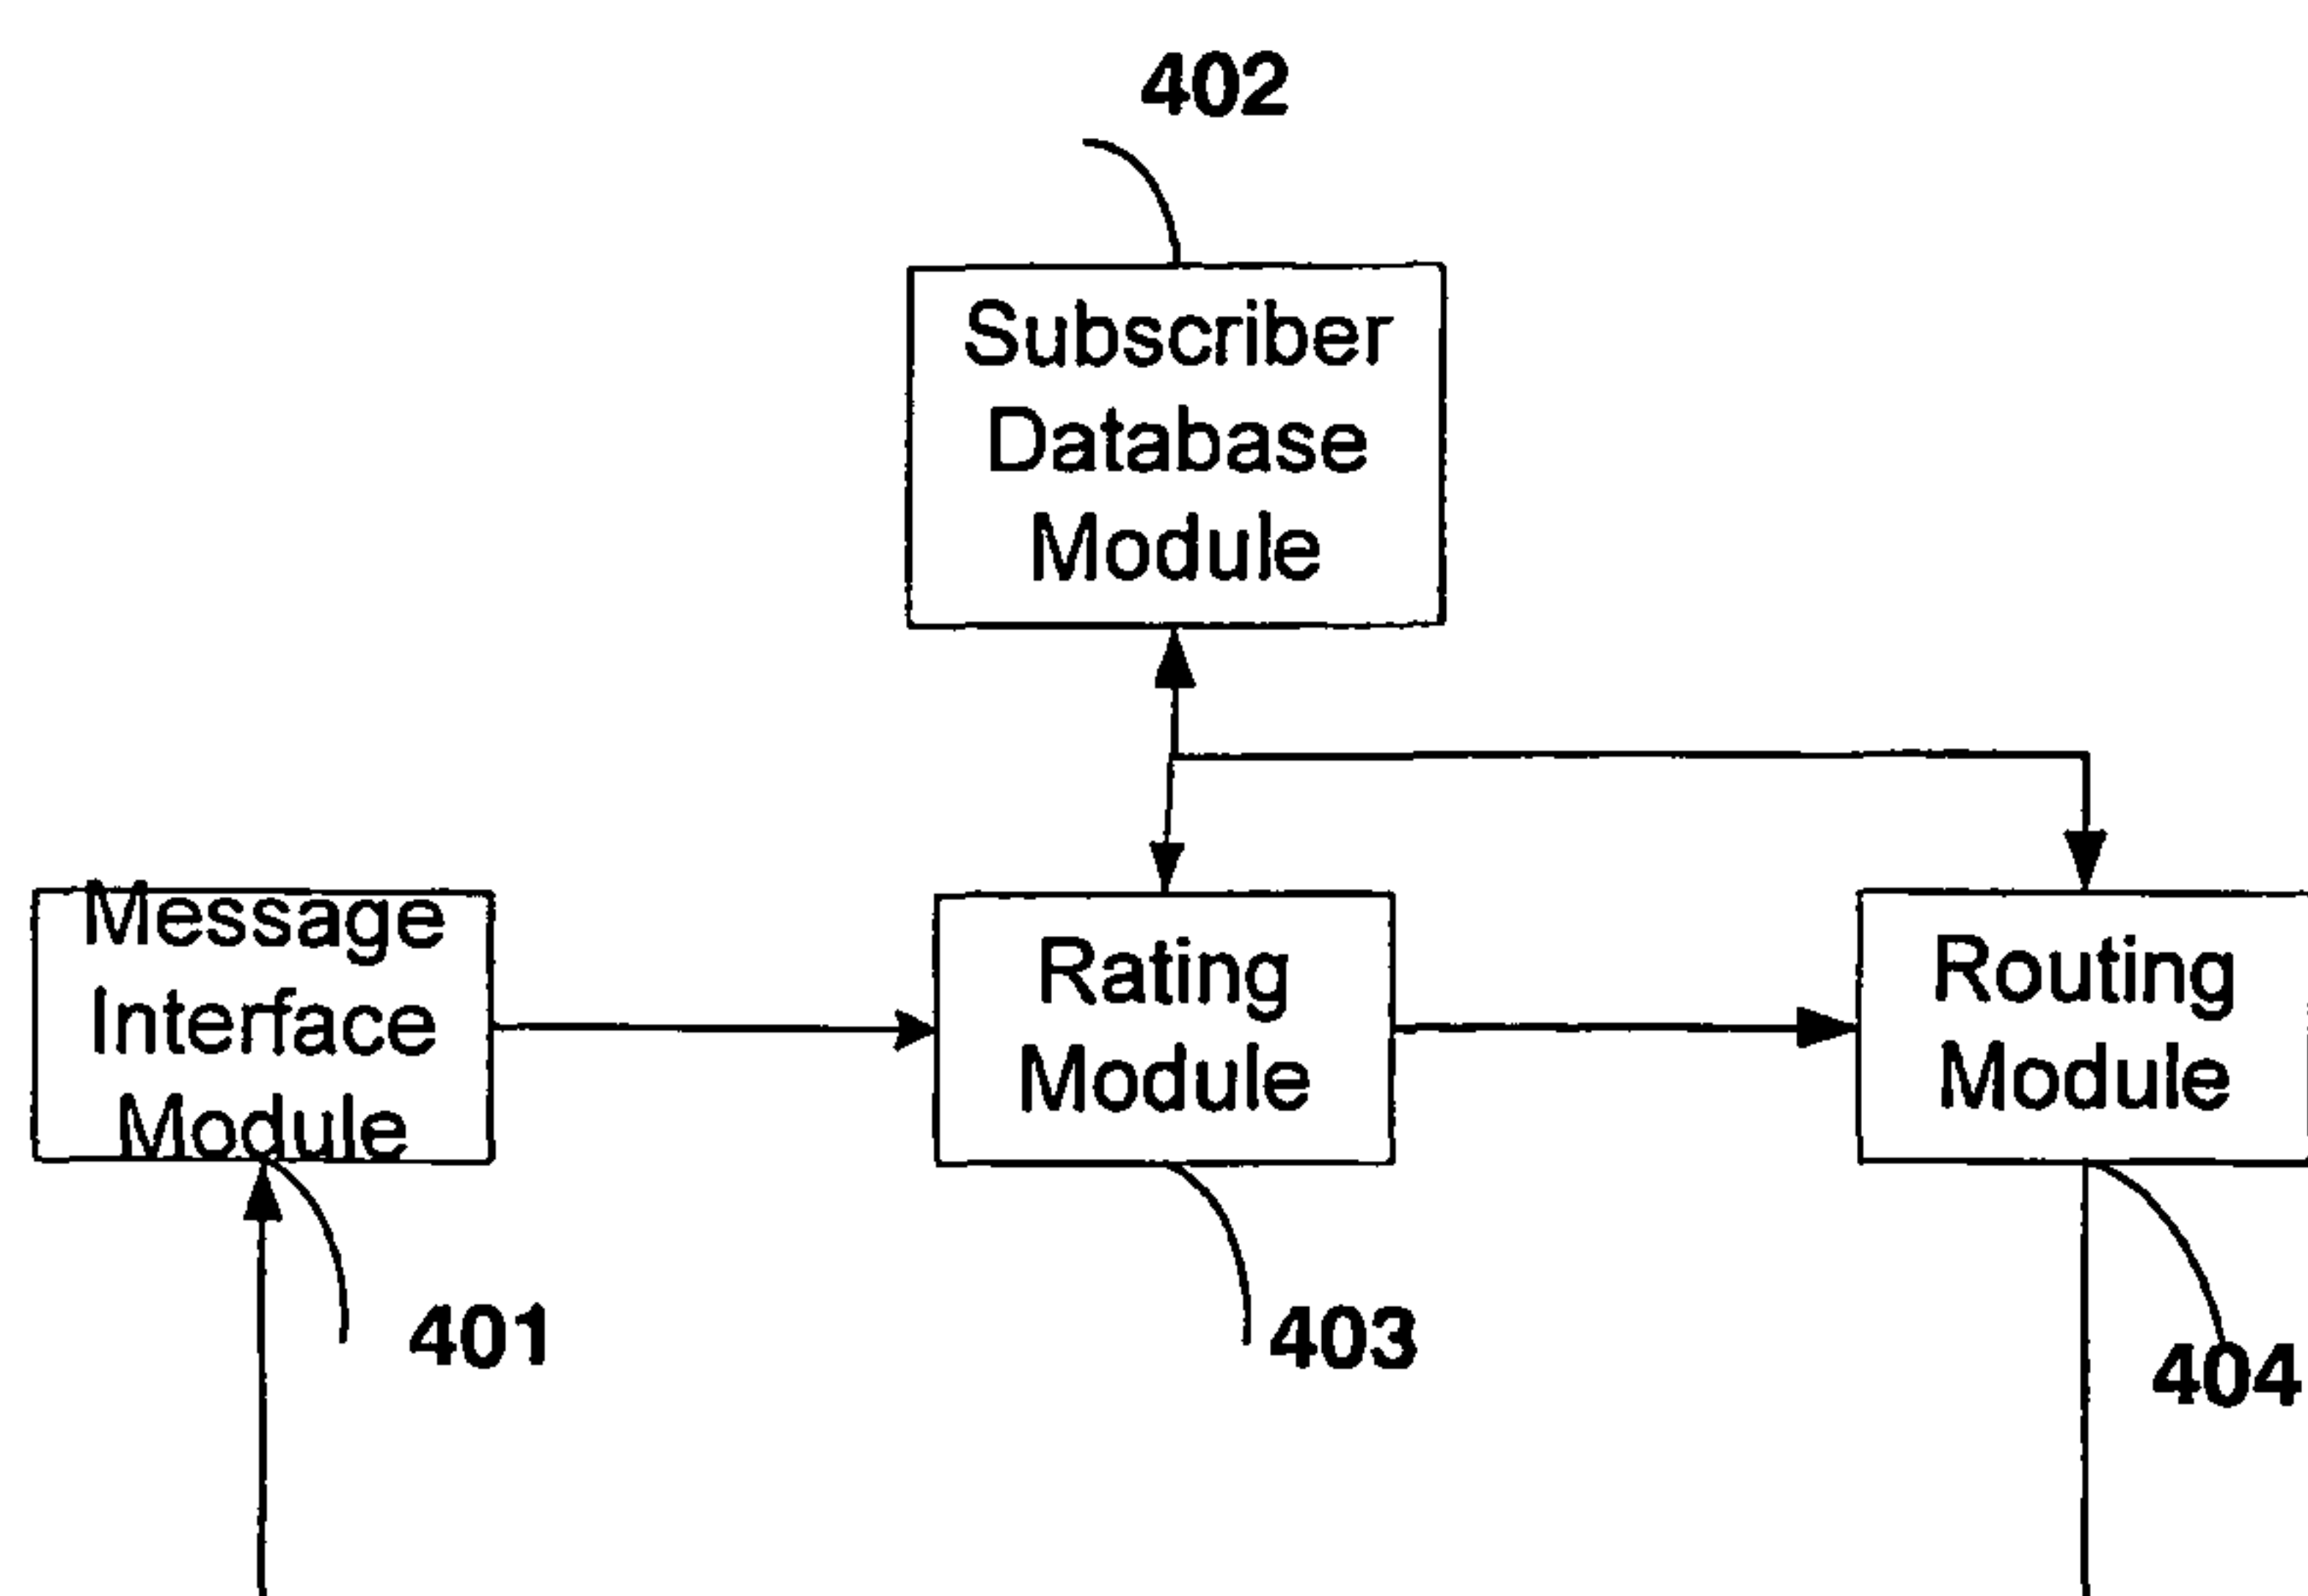 402
Subscriber
Database
Module
Message
Interface
Module
Rating
Module
Routing
Module
401
403
404